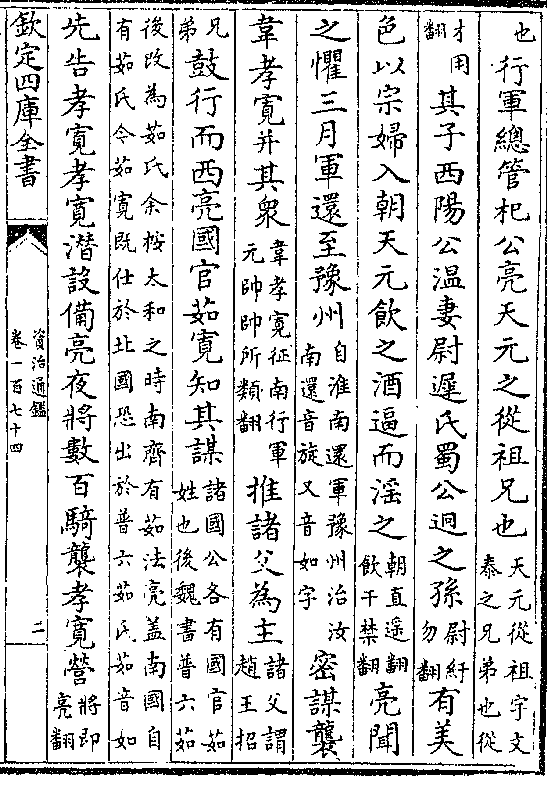 也行軍總管𣏌公亮天元之從祖兄也天元從祖宇文泰之兄弟也從
才用翻其子西陽公温妻尉遲氏蜀公迥之孫尉紆勿翻有美
色以宗婦入朝天元飲之酒逼而淫之朝直遥翻飲于禁翻亮聞
之懼三月軍還至豫州自淮南還軍豫州治汝南還音旋又音如字密謀襲
韋孝寛并其衆韋孝寛征南行軍元帥帥所類翻推諸父為主諸父謂趙王招
兄弟鼓行而西亮國官茹寛知其謀諸國公各有國官茹姓也後魏書普六茹
後改為茹氏余按太和之時南齊有茹法亮盖南國自
有茹氏今茹寛既仕於北國恐出於普六茹氏茹音如
先告孝寛孝寛潛設備亮夜將數百騎襲孝寛營將即亮翻
欽定四庫全書
資治通鑑
卷一百七十四
二